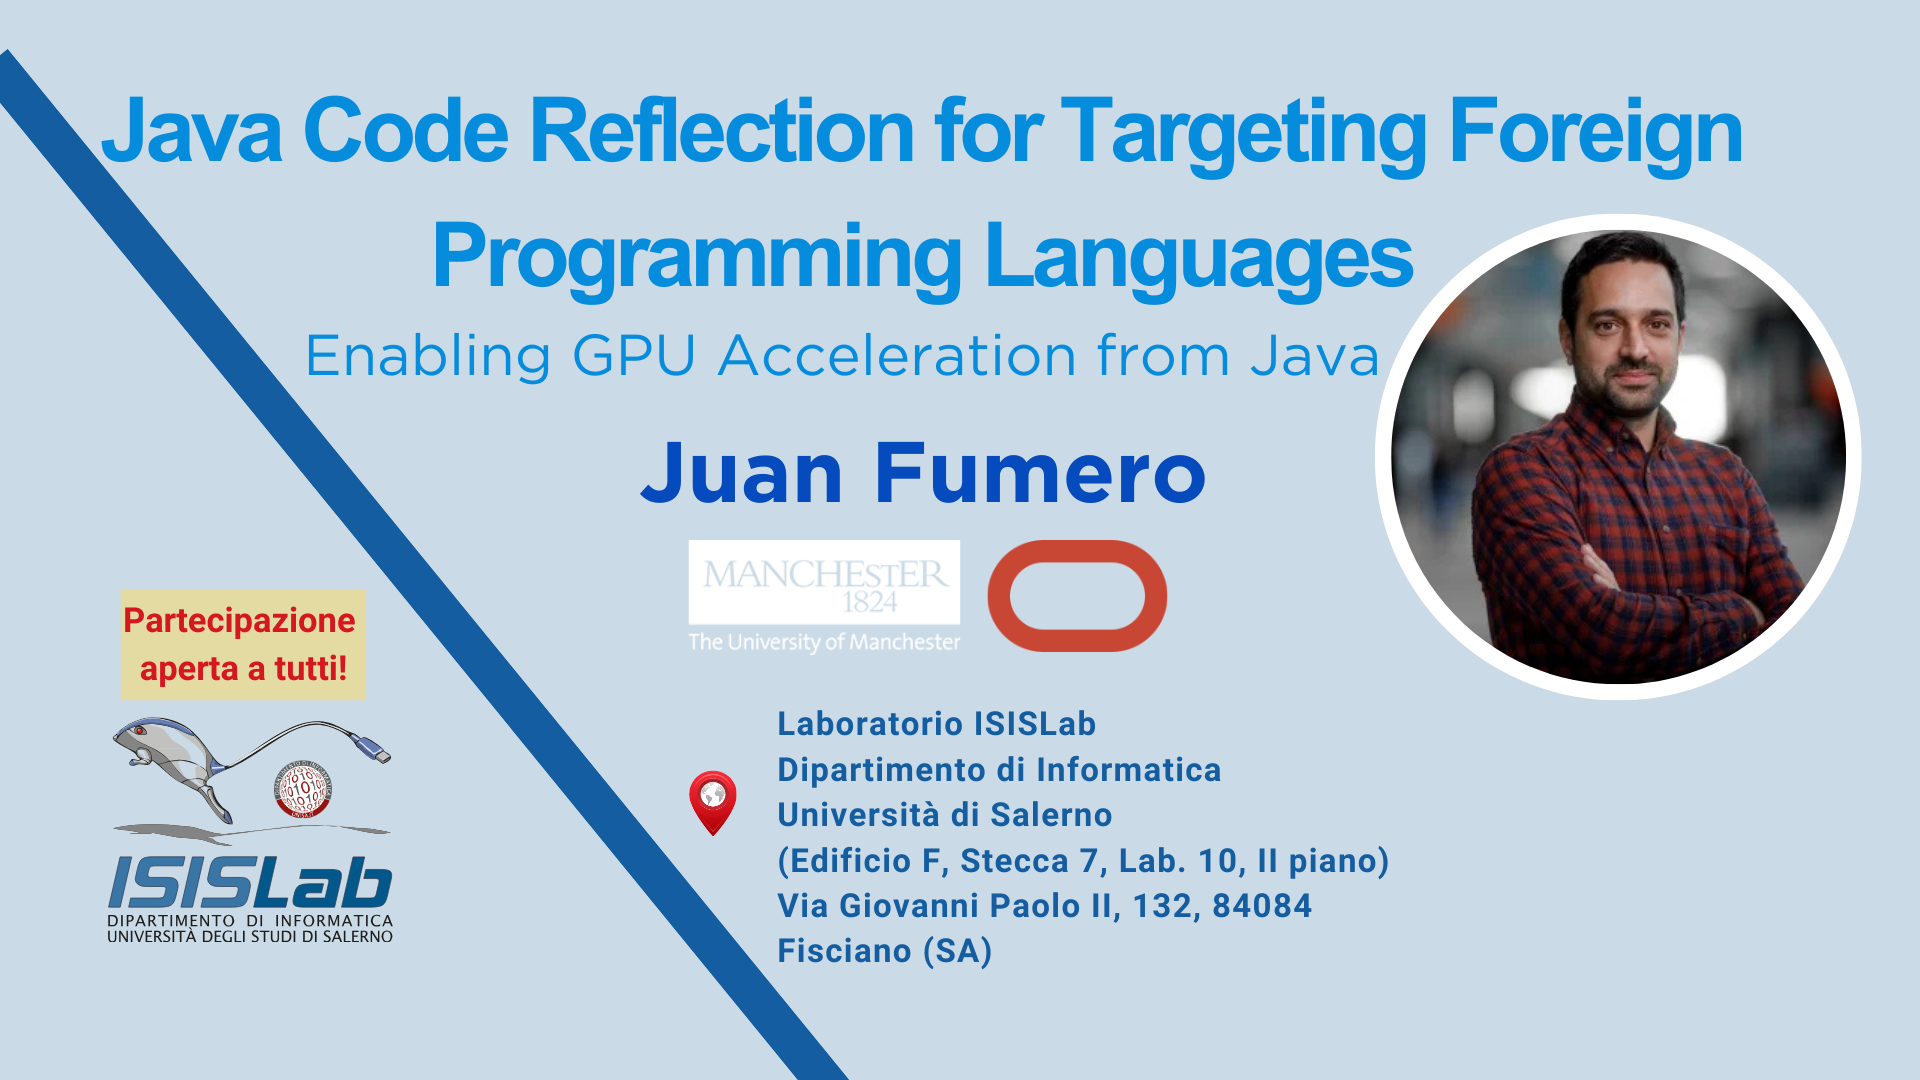 Java Code Reflection for Targeting Foreign
Programming Languages
Enabling GPU Acceleration from Java
Juan Fumero
MANCHESTER
1824
The University of Manchester
Partecipazione
aperta a tutti!
ISISLab
DIPARTIMENTO DI INFORMATICA
UNIVERSITÀ DEGLI STUDI DI SALERNO
Laboratorio ISISLab
Dipartimento di Informatica
Università di Salerno
(Edificio F, Stecca 7, Lab. 10, II piano)
Via Giovanni Paolo II, 132, 84084
Fisciano (SA)